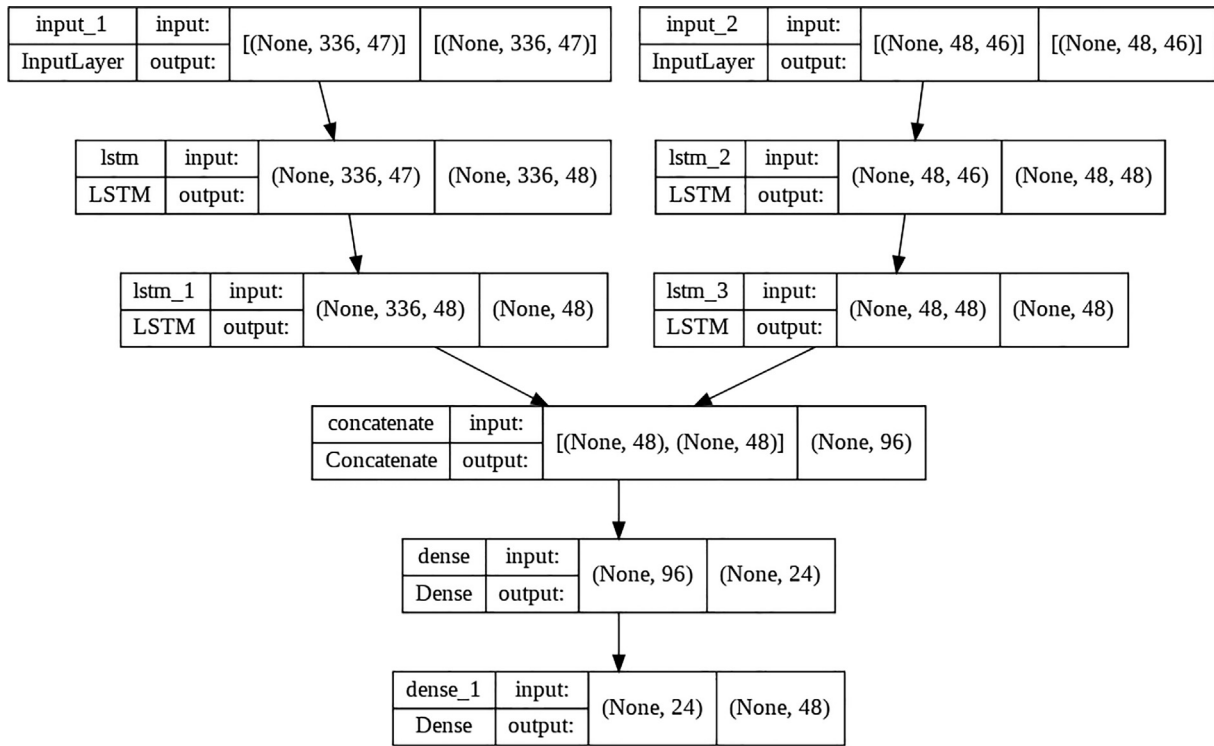 input_1 input: [(None, 336, 47)] [(None, 336, 47)]
InputLayer output:
input_2 input: [(None, 48, 46)] [(None, 48, 46)]
InputLayer output:
lstm input: (None, 336, 47) (None, 336, 48)
LSTM output:
lstm_2 input: (None, 48, 46) (None, 48, 48)
LSTM output:
lstm_1 input: (None, 336, 48) (None, 48)
LSTM output:
lstm_3 input: (None, 48, 48) (None, 48)
LSTM output:
concatenate input: [(None, 48), (None, 48)] (None, 96)
Concatenate output:
dense input: (None, 96) (None, 24)
Dense output:
dense_1 input: (None, 24) (None, 48)
Dense output: